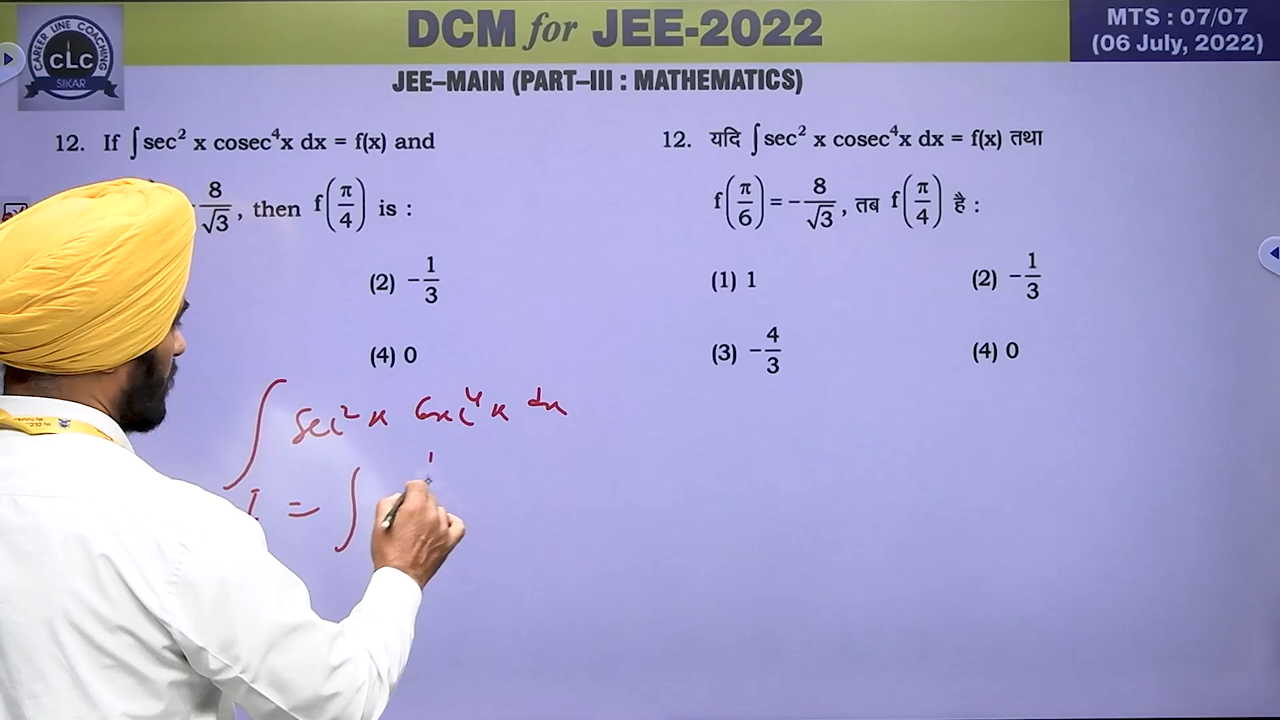 CAREER LINE COACHING
CLC
SIKAR
DCM for JEE-2022
MTS : 07/07
(06 July, 2022)
JEE–MAIN (PART–III : MATHEMATICS)
12. If ∫sec² x cosec⁴x dx = f(x) and
8/√3, then f(π/4) is :
(2) −1/3
(4) 0
12. यदि ∫sec² x cosec⁴x dx = f(x) तथा
f(π/6) = −8/√3, तब f(π/4) है :
(1) 1 (2) −1/3
(3) −4/3 (4) 0
∫ sec²x cosec⁴x dx
I = ∫ 1